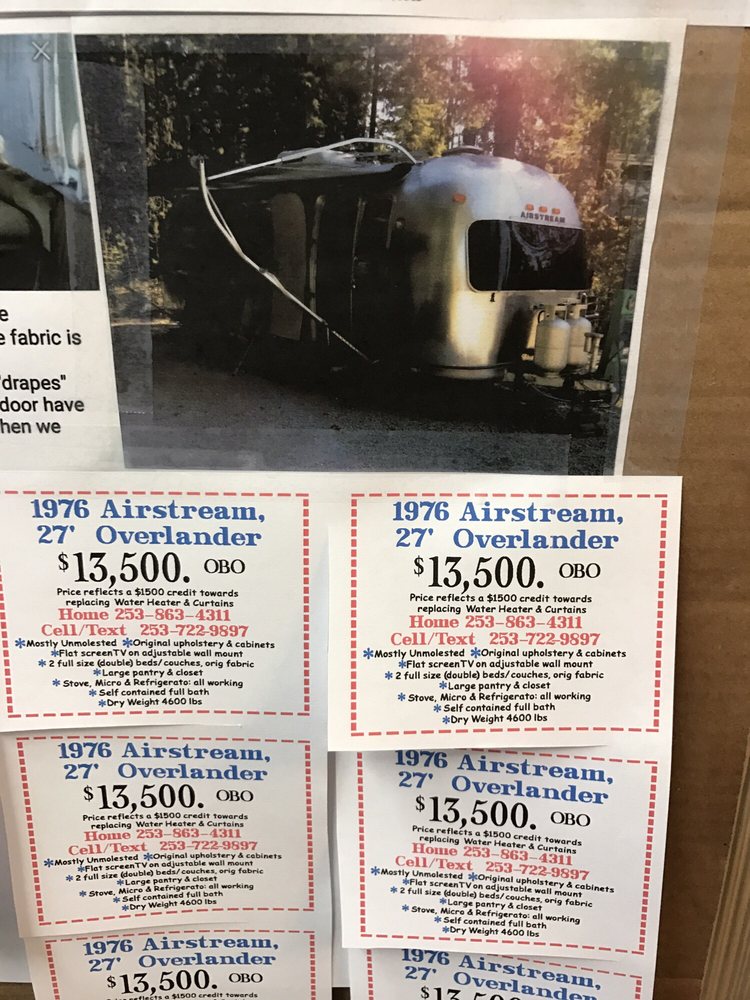 AIRSTREAM
e
e fabric is
"drapes"
door have
hen we
1976 Airstream,
27' Overlander
$13,500. OBO
Price reflects a $1500 credit towards
replacing Water Heater & Curtains
Home 253-863-4311
Cell/Text 253-722-9897
*Mostly Unmolested *Original upholstery & cabinets
*Flat screenTV on adjustable wall mount
* 2 full size (double) beds/couches, orig fabric
*Large pantry & closet
* Stove, Micro & Refrigerato: all working
* Self contained full bath
*Dry Weight 4600 lbs
1976 Airstream,
27' Overlander
$13,500. OBO
Price reflects a $1500 credit towards
replacing Water Heater & Curtains
Home 253-863-4311
Cell/Text 253-722-9897
*Mostly Unmolested *Original upholstery & cabinets
*Flat screenTV on adjustable wall mount
* 2 full size (double) beds/couches, orig fabric
*Large pantry & closet
* Stove, Micro & Refrigerato: all working
* Self contained full bath
*Dry Weight 4600 lbs
1976 Airstream,
27' Overlander
$13,500. OBO
Price reflects a $1500 credit towards
replacing Water Heater & Curtains
Home 253-863-4311
Cell/Text 253-722-9897
*Mostly Unmolested *Original upholstery & cabinets
*Flat screenTV on adjustable wall mount
* 2 full size (double) beds/couches, orig fabric
*Large pantry & closet
* Stove, Micro & Refrigerato: all working
* Self contained full bath
*Dry Weight 4600 lbs
1976 Airstream,
27' Overlander
$13,500. OBO
Price reflects a $1500 credit towards
replacing Water Heater & Curtains
Home 253-863-4311
Cell/Text 253-722-9897
*Mostly Unmolested *Original upholstery & cabinets
*Flat screenTV on adjustable wall mount
* 2 full size (double) beds/couches, orig fabric
*Large pantry & closet
* Stove, Micro & Refrigerato: all working
* Self contained full bath
*Dry Weight 4600 lbs
1976 Airstream,
27' Overlander
$13,500. OBO
Price reflects a $1500 credit towards
1976 Airstream,
27' Overlander
$13,500. OBO